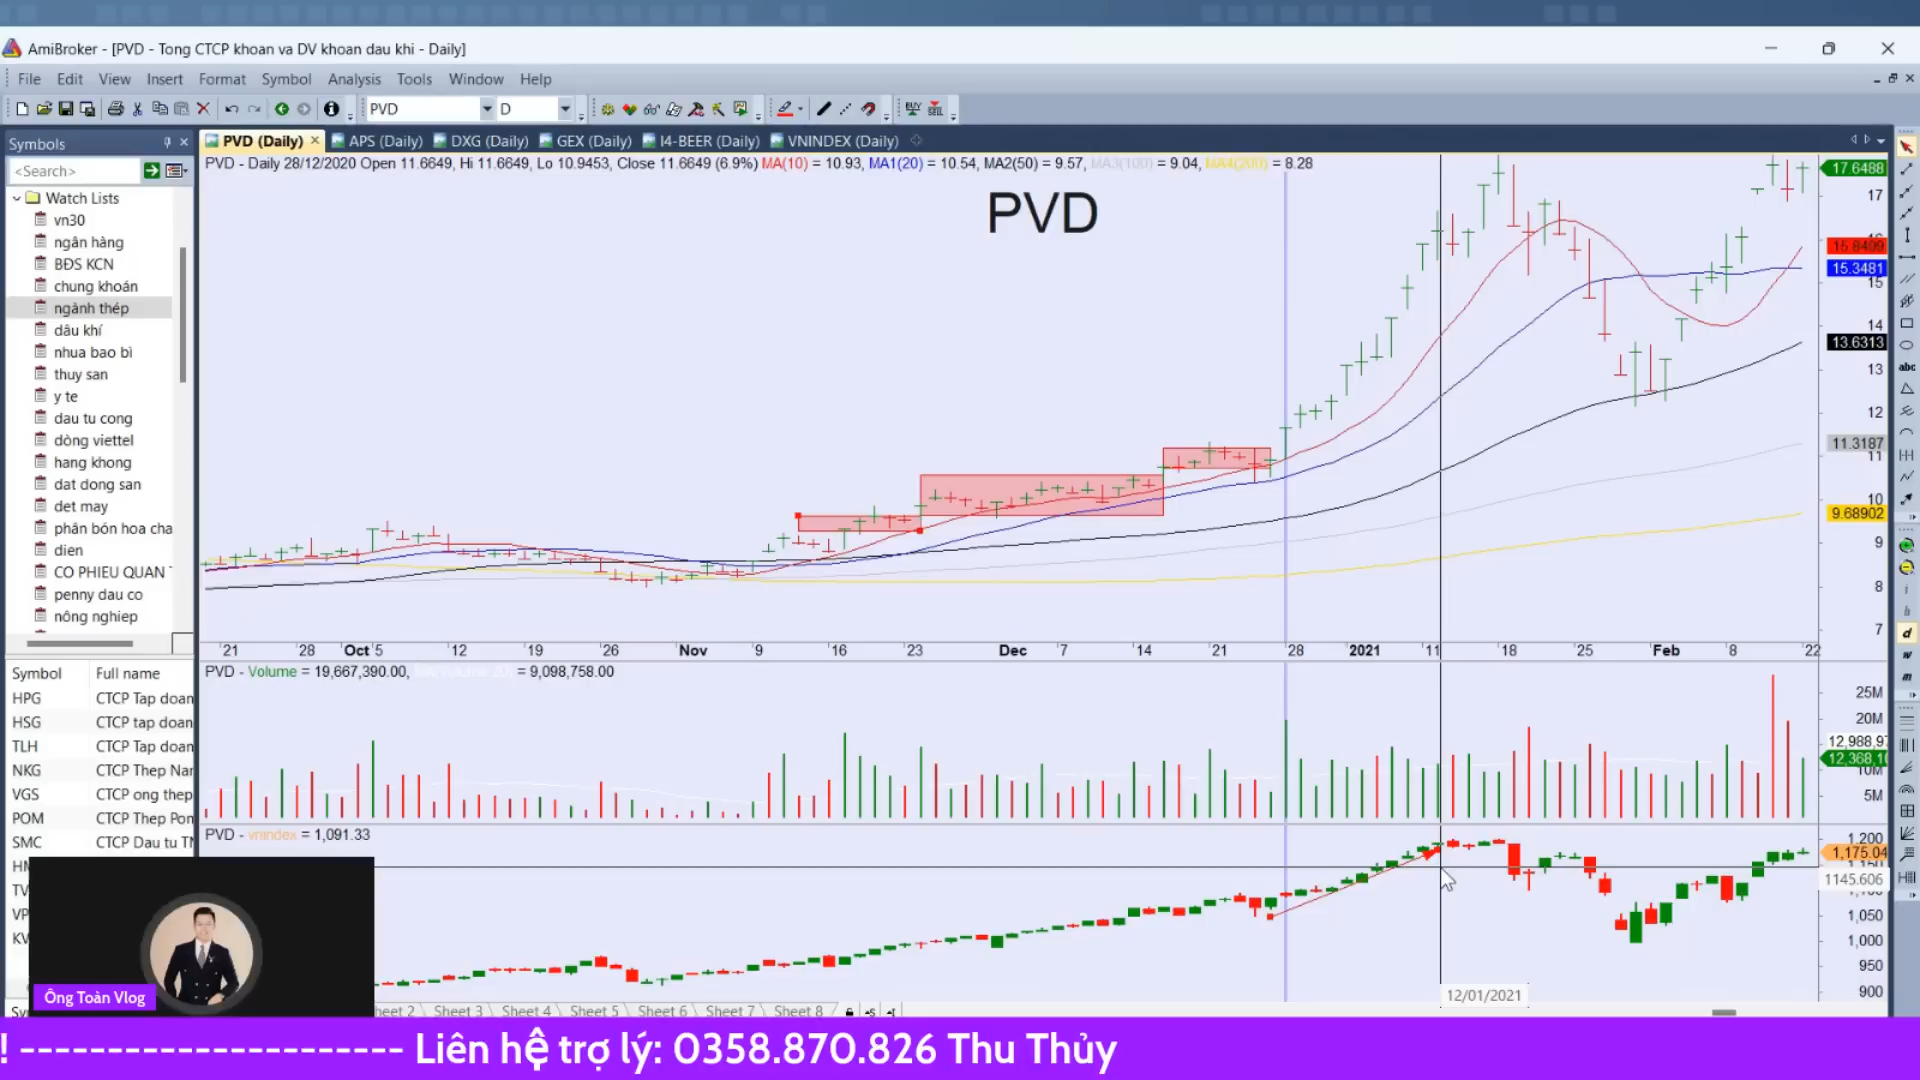 AmiBroker - [PVD - Tong CTCP khoan va DV khoan dau khi - Daily]
File Edit View Insert Format Symbol Analysis Tools Window Help
PVD D
Symbols
PVD (Daily) APS (Daily) DXG (Daily) GEX (Daily) I4-BEER (Daily) VNINDEX (Daily)
PVD - Daily 28/12/2020 Open 11.6649, Hi 11.6649, Lo 10.9453, Close 11.6649 (6.9%) MA(10) = 10.93, MA1(20) = 10.54, MA2(50) = 9.57, MA3(100) = 9.04, MA4(200) = 8.28
<Search>
Watch Lists
vn30
ngân hàng
BĐS KCN
chung khoán
ngành thép
dâu khí
nhua bao bì
thuy san
y te
dau tu cong
dòng viettel
hang khong
dat dong san
det may
phân bón hoa cha
dien
CO PHIEU QUAN
penny dau co
nông nghiep
PVD
17.6488
17
15.8409
15.3481
15
14
13.6313
13
12
11.3187
11
10
9.68902
9
8
7
21 28 Oct 5 12 19 26 Nov 9 16 23 Dec 7 14 21 28 2021 11 18 25 Feb 8 22
Symbol Full name
HPG CTCP Tap doan
HSG CTCP tap doan
TLH CTCP Tap doan
NKG CTCP Thep Nam
VGS CTCP ong thep
POM CTCP Thep Pon
SMC CTCP Dau tu TN
PVD - Volume = 19,667,390.00, = 9,098,758.00
25M
20M
12,988,97
12,368,10
10M
5M
PVD - vnindex = 1,091.33
1,200
1,175.04
1145.606
1,050
1,000
950
900
12/01/2021
Sheet 3 Sheet 4 Sheet 5 Sheet 6 Sheet 7 Sheet 8
Ông Toàn Vlog
! ---------------------- Liên hệ trợ lý: 0358.870.826 Thu Thủy